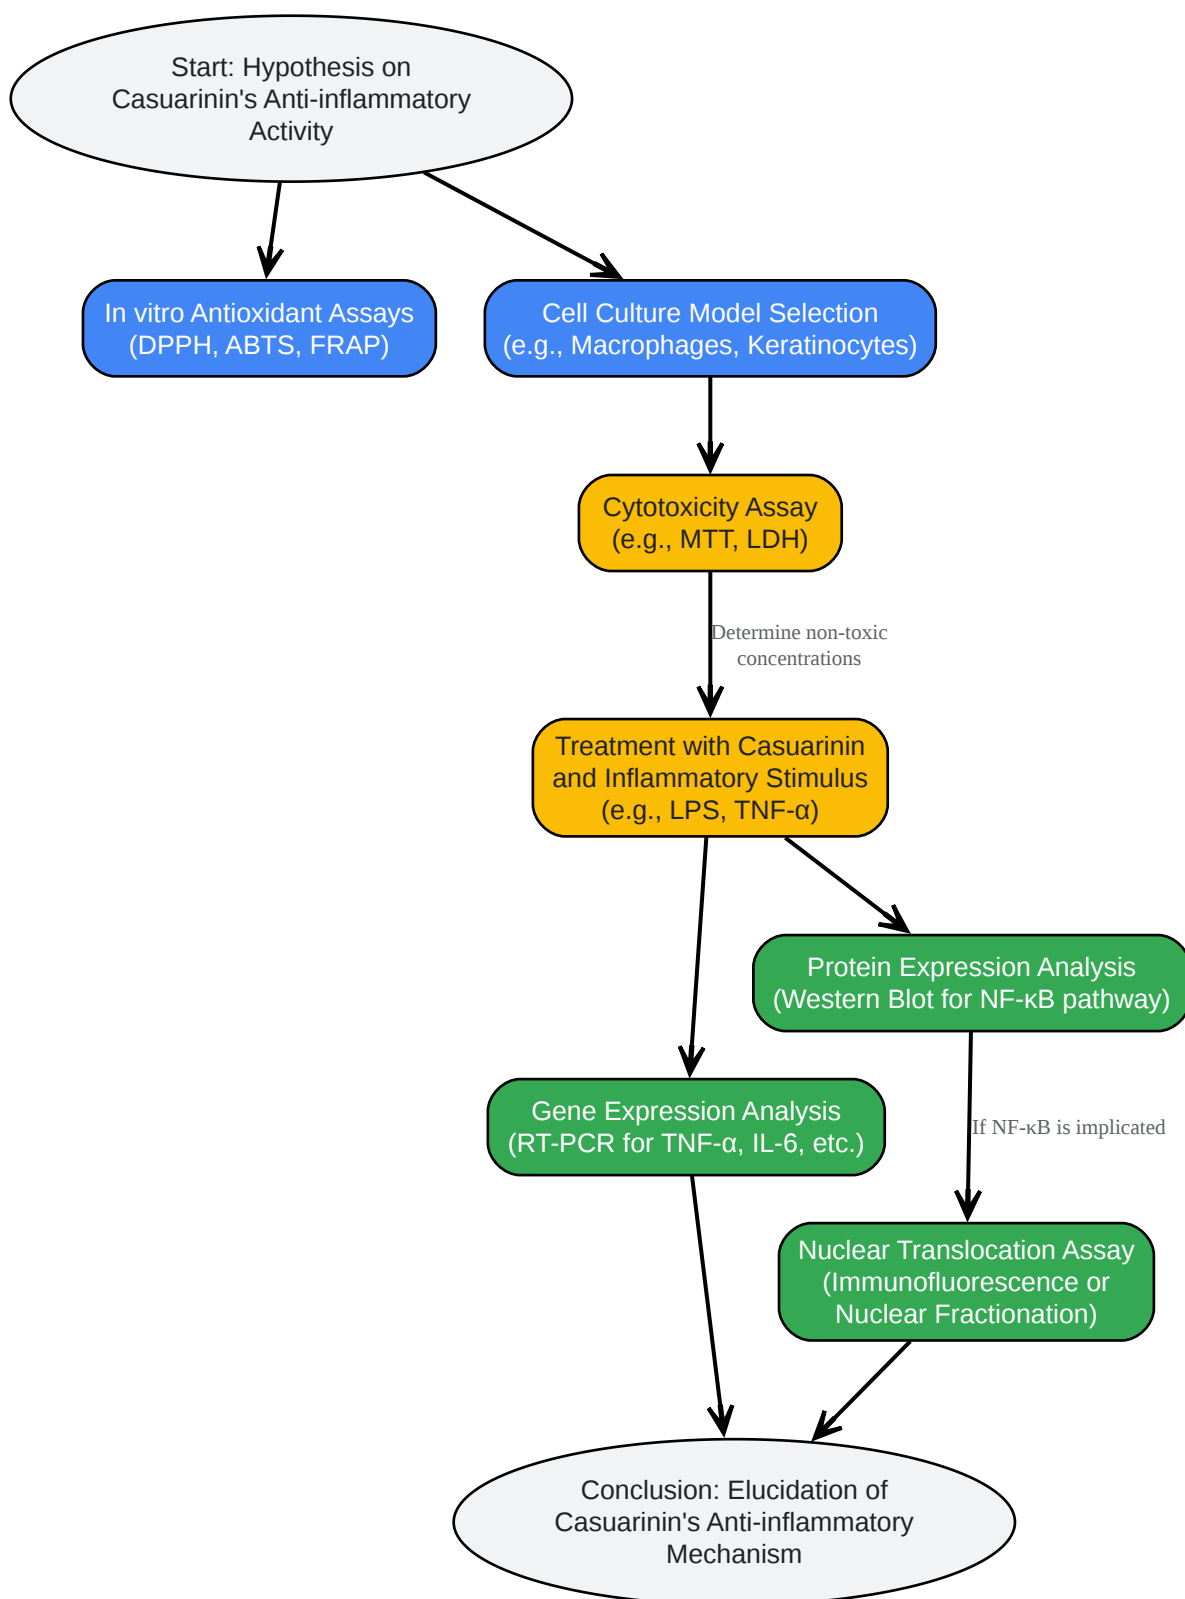 Start: Hypothesis on
Casuarinin's Anti-inflammatory
Activity
In vitro Antioxidant Assays
(DPPH, ABTS, FRAP)
Cell Culture Model Selection
(e.g., Macrophages, Keratinocytes)
Cytotoxicity Assay
(e.g., MTT, LDH)
Determine non-toxic
concentrations
Treatment with Casuarinin
and Inflammatory Stimulus
(e.g., LPS, TNF-α)
Protein Expression Analysis
(Western Blot for NF-κB pathway)
Gene Expression Analysis
(RT-PCR for TNF-α, IL-6, etc.)
If NF-κB is implicated
Nuclear Translocation Assay
(Immunofluorescence or
Nuclear Fractionation)
Conclusion: Elucidation of
Casuarinin's Anti-inflammatory
Mechanism